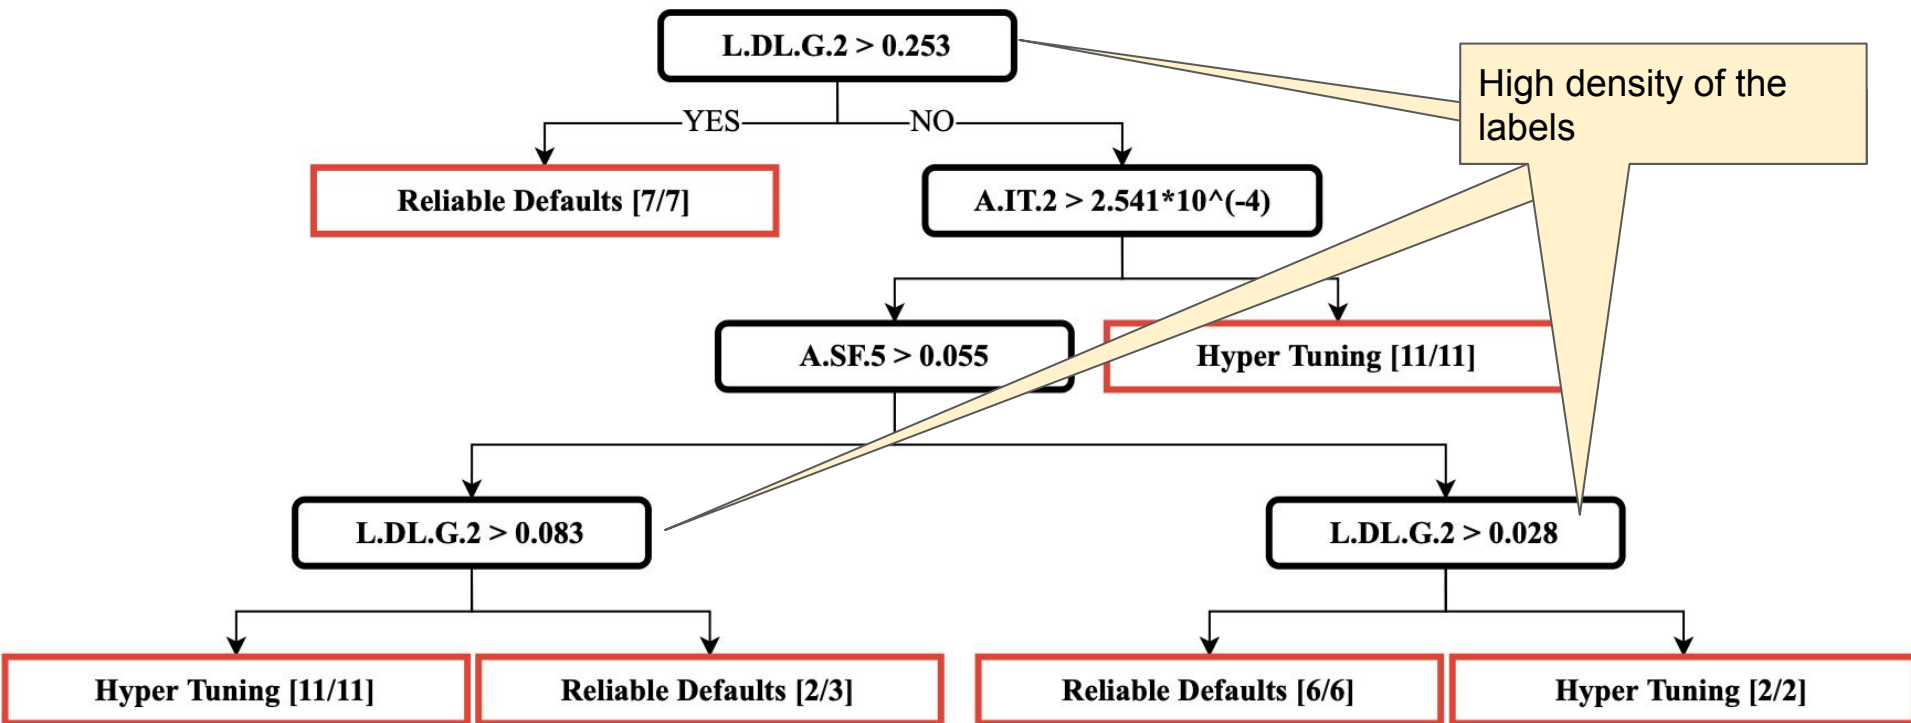 L.DL.G.2 > 0.253
High density of the
labels
YES
NO
Reliable Defaults [7/7]
A.IT.2 > 2.541*10^(-4)
A.SF.5 > 0.055
Hyper Tuning [11/11]
L.DL.G.2 > 0.083
L.DL.G.2 > 0.028
Hyper Tuning [11/11]
Reliable Defaults [2/3]
Reliable Defaults [6/6]
Hyper Tuning [2/2]